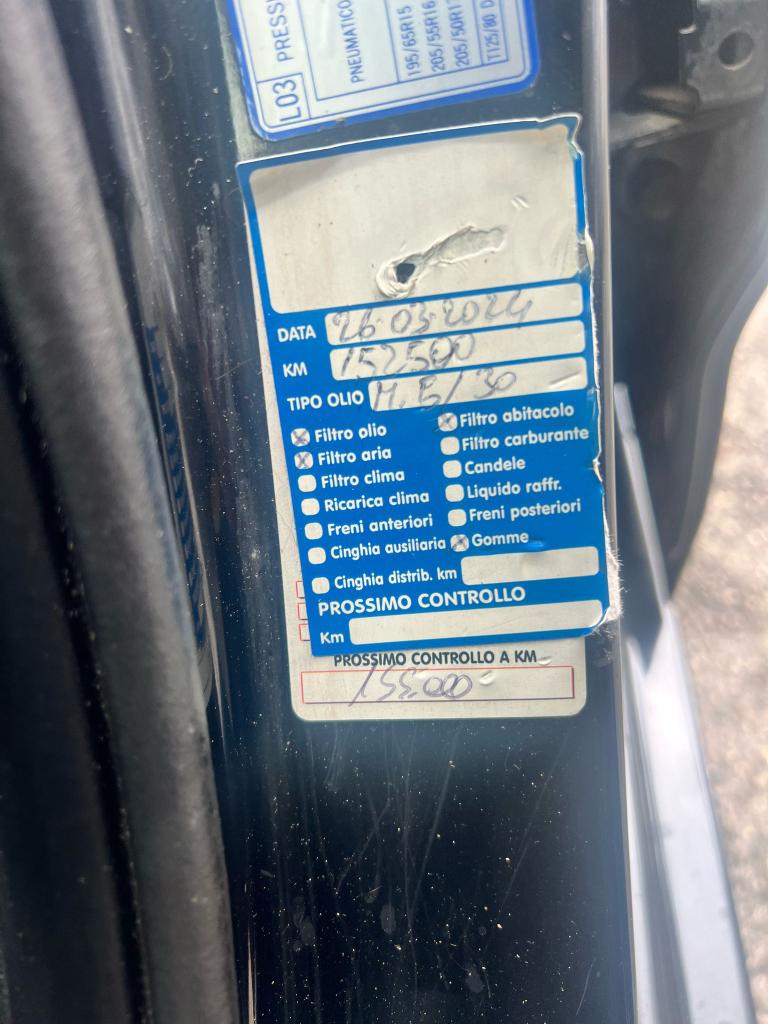 L03 PRESSI
PNEUMATICO
195/65R15
205/55R16
205/50R17
T125/80 D
DATA 26.03.2024
KM 152500
TIPO OLIO M. 5/30
Filtro olio
Filtro aria
Filtro clima
Ricarica clima
Freni anteriori
Cinghia ausiliaria
Cinghia distrib. km
Filtro abitacolo
Filtro carburante
Candele
Liquido raffr.
Freni posteriori
Gomme
PROSSIMO CONTROLLO
Km
PROSSIMO CONTROLLO A KM
155.000